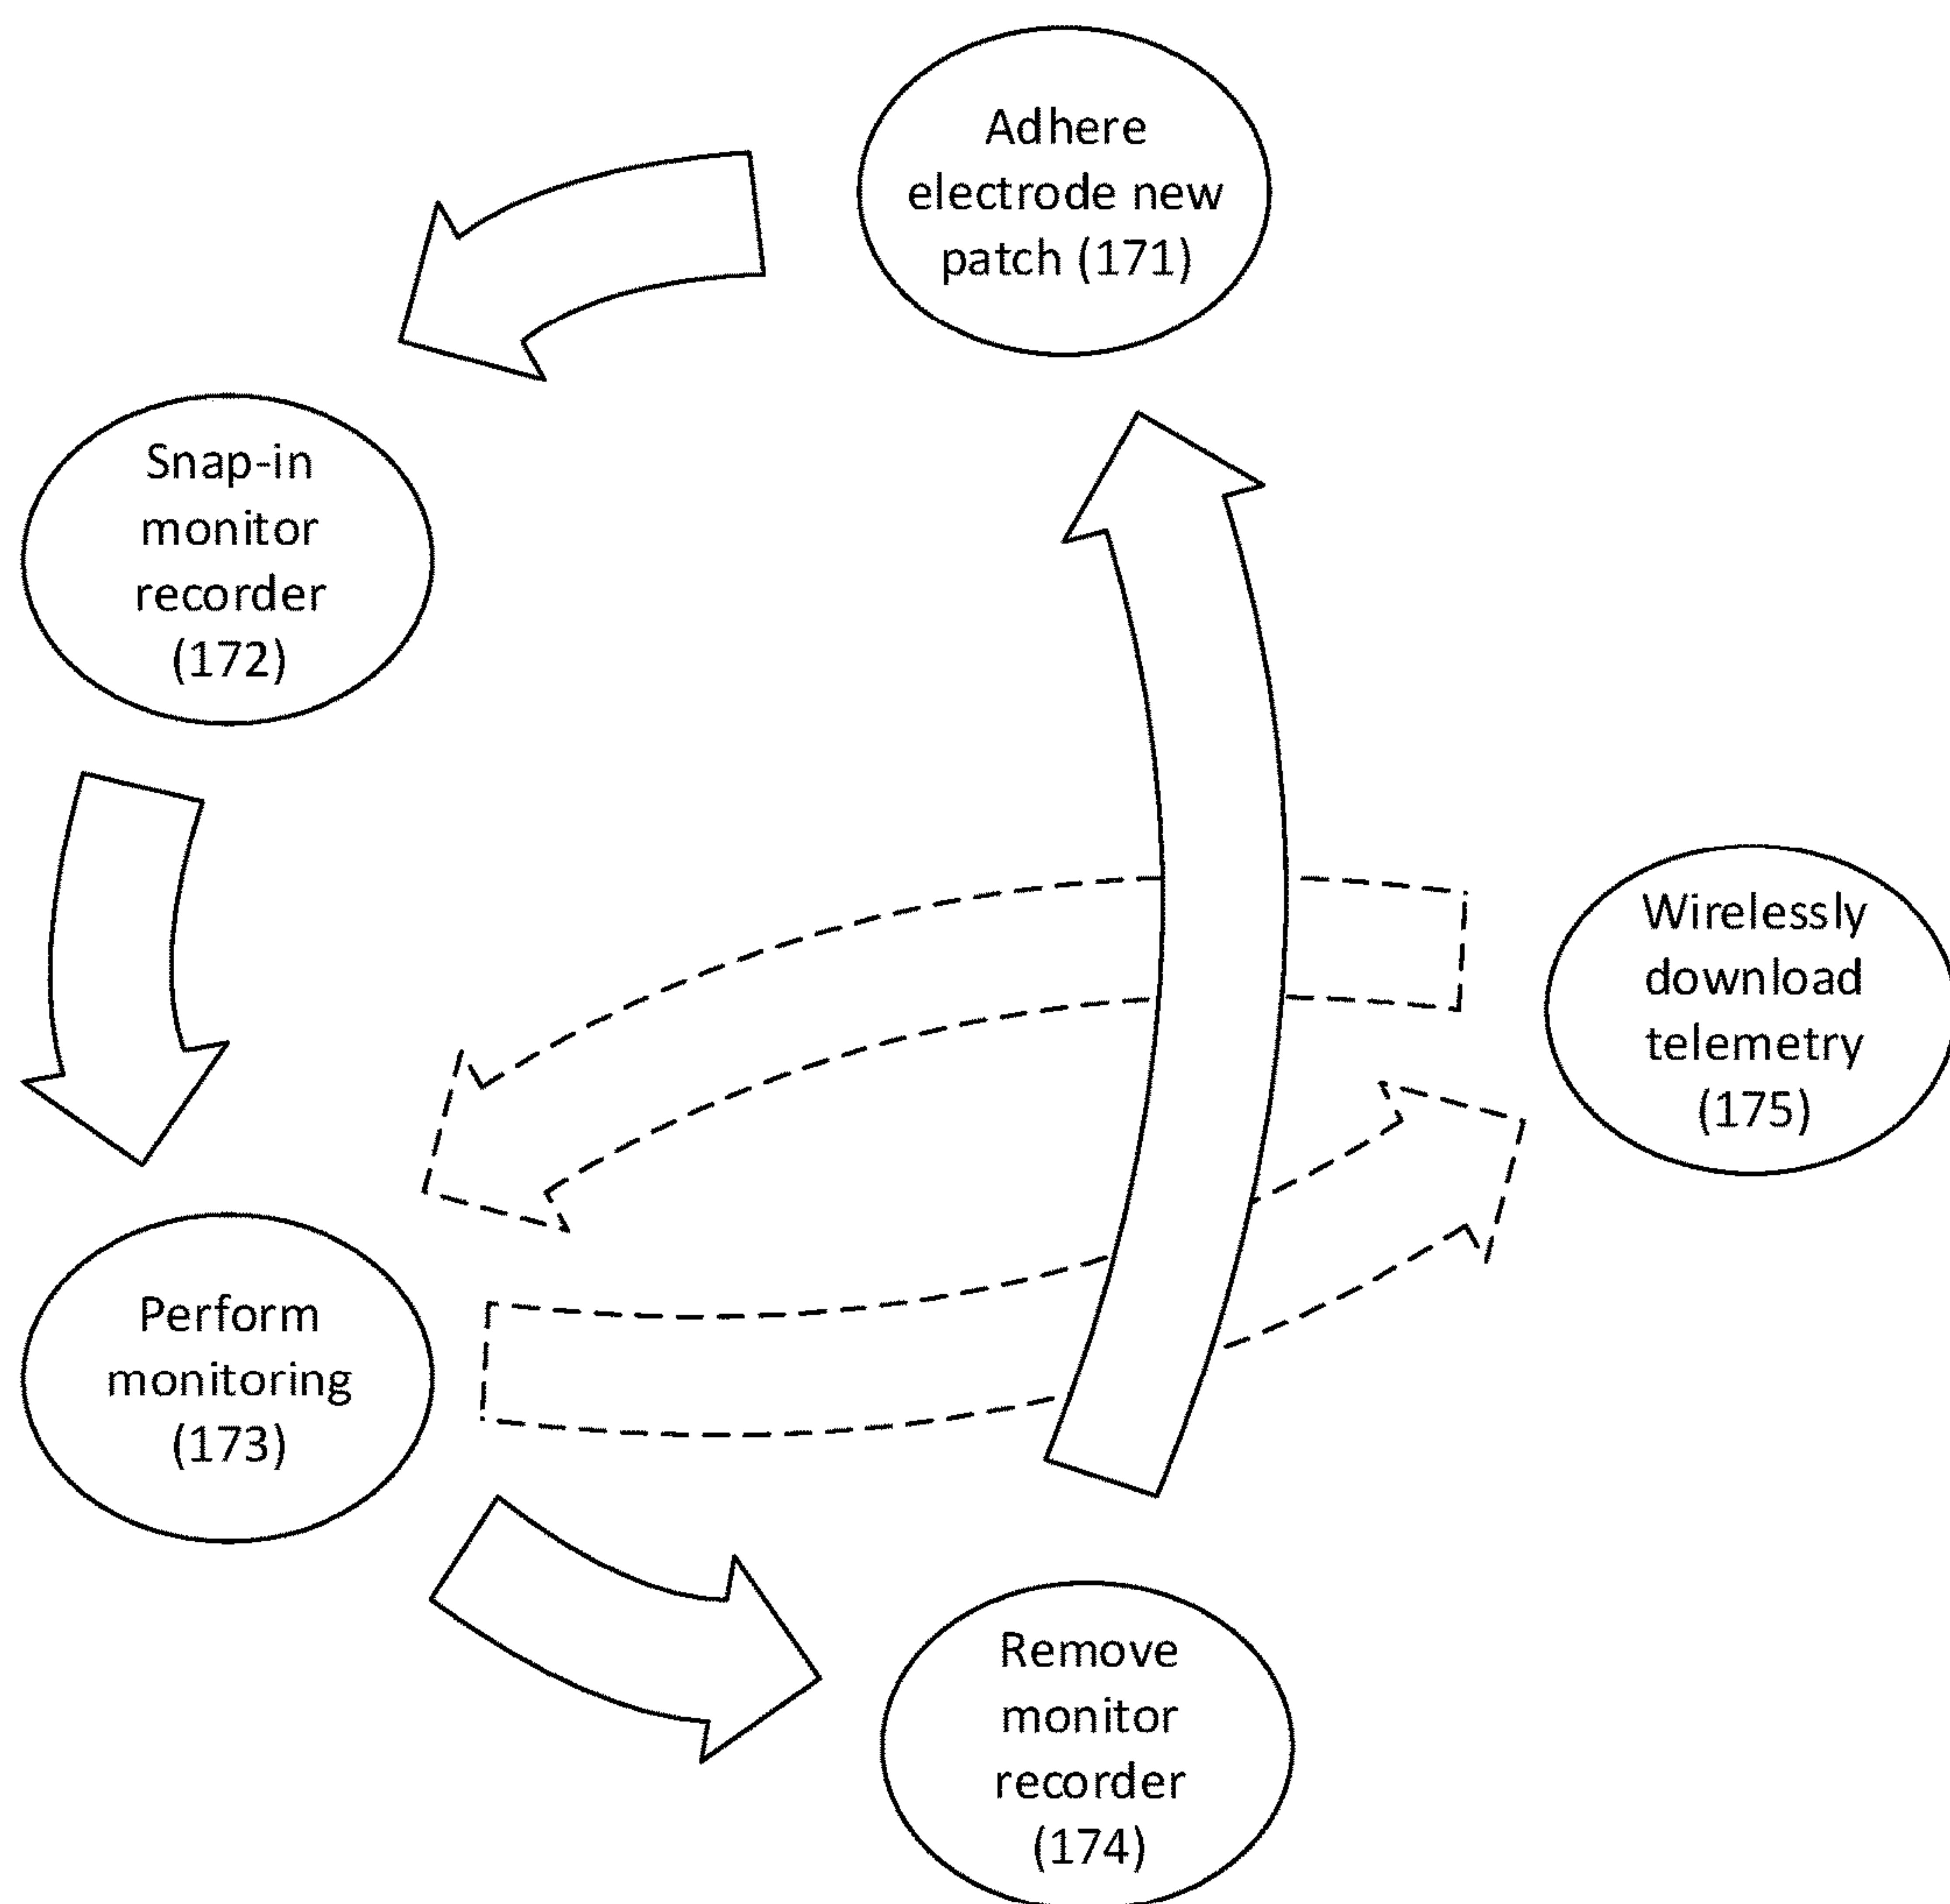 Adhere
electrode new
patch (171)
Snap-in
monitor
recorder
(172)
Wirelessly
download
telemetry
(175)
Perform
monitoring
(173)
Remove
monitor
recorder
(174)